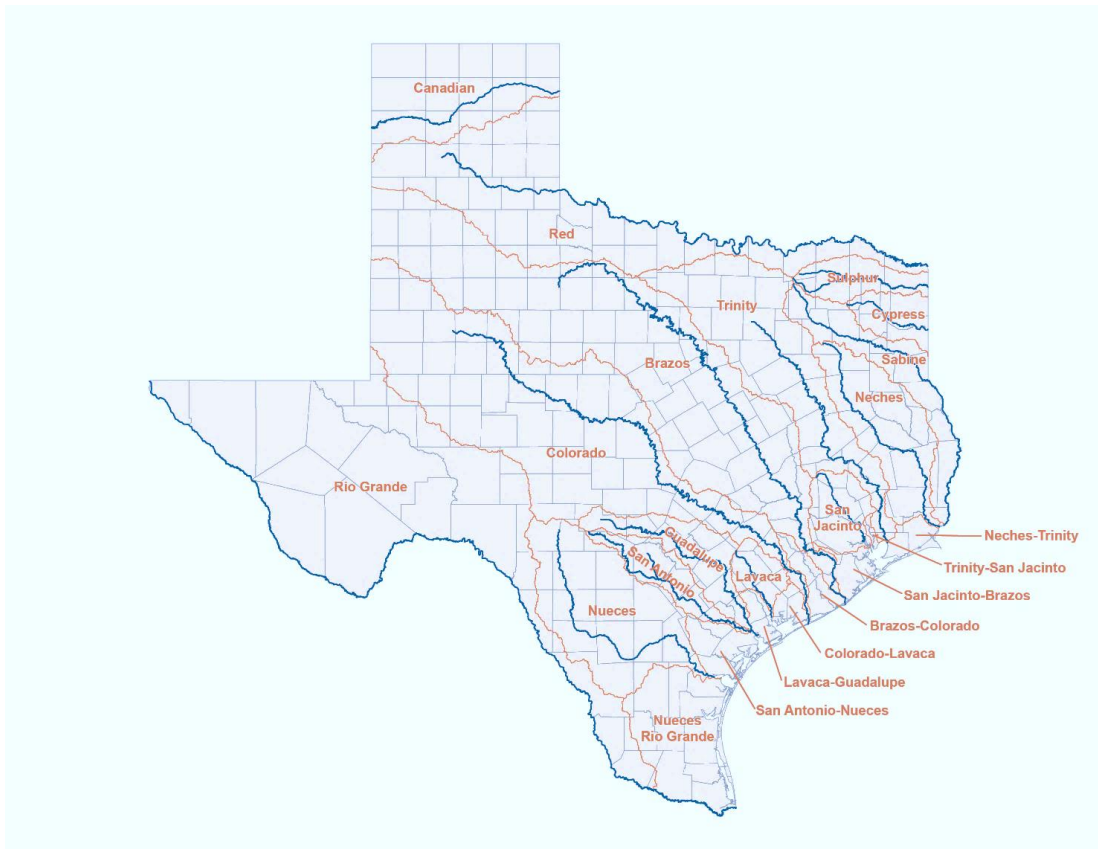 Canadian
Red
Sulphur
Trinity
Cypress
Brazos
Sabine
Neches
Colorado
Rio Grande
San
Jacinto
Neches-Trinity
Guadalupe
Trinity-San Jacinto
San Antonio
Lavaca
San Jacinto-Brazos
Nueces
Brazos-Colorado
Colorado-Lavaca
Lavaca-Guadalupe
San Antonio-Nueces
Nueces
Rio Grande